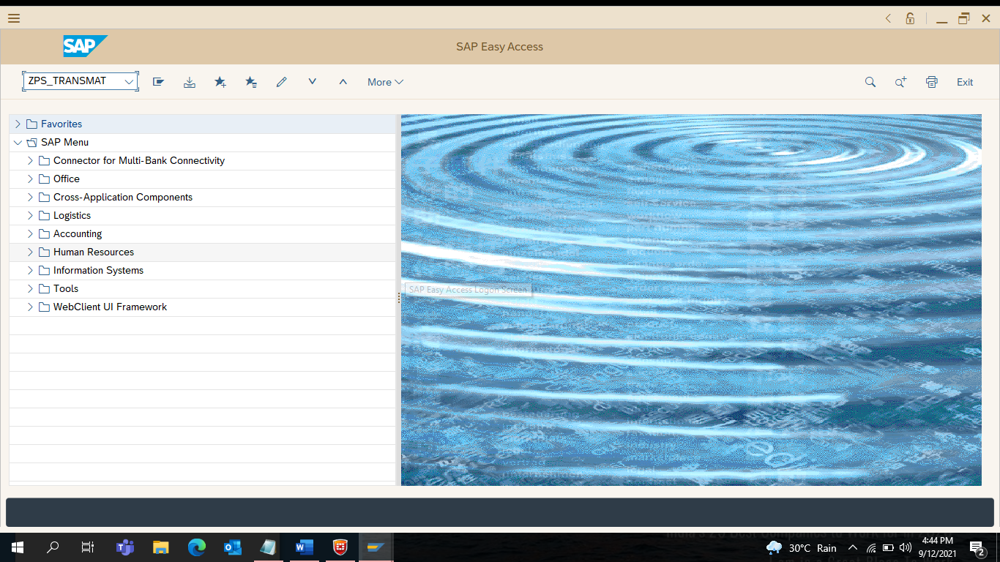 SAP
SAP Easy Access
ZPS_TRANSMAT
More
Exit
Favorites
SAP Menu
Connector for Multi-Bank Connectivity
Office
Cross-Application Components
Logistics
Accounting
Human Resources
Information Systems
Tools
WebClient UI Framework
SAP Easy Access Logon Screen
30°C Rain
4:44 PM
9/12/2021
2